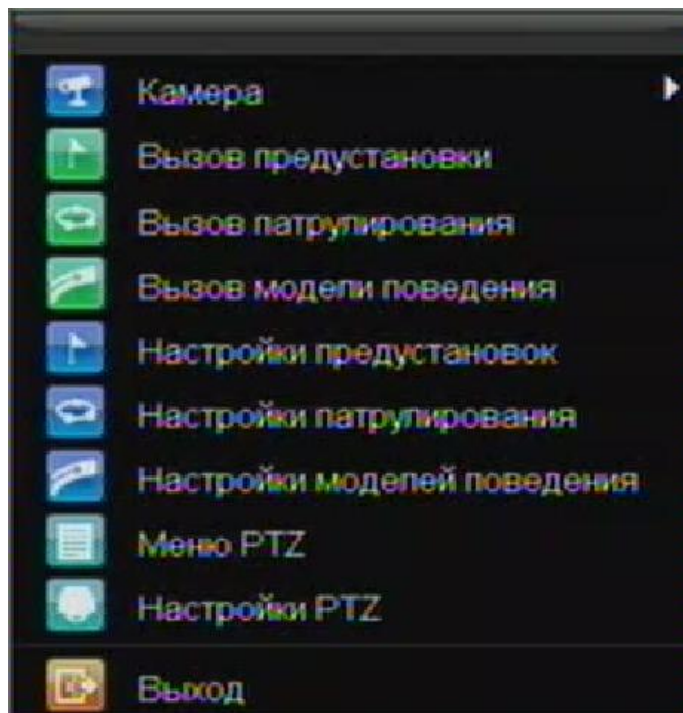 Камера
Вызов предустановки
Вызов патрулирования
Вызов модели поведения
Настройки предустановок
Настройки патрулирования
Настройки моделей поведения
Меню PTZ
Настройки PTZ
Выход